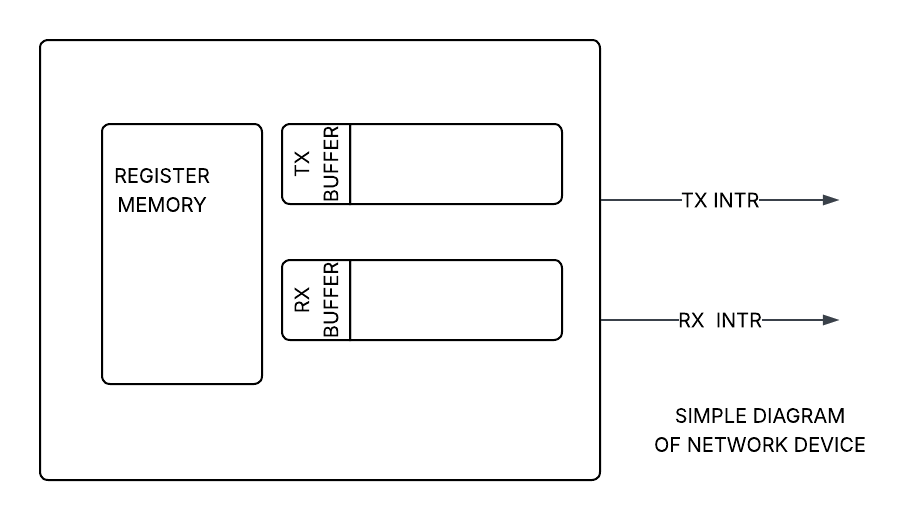 REGISTER
MEMORY
TX
BUFFER
RX
BUFFER
TX INTR
RX INTR
SIMPLE DIAGRAM
OF NETWORK DEVICE